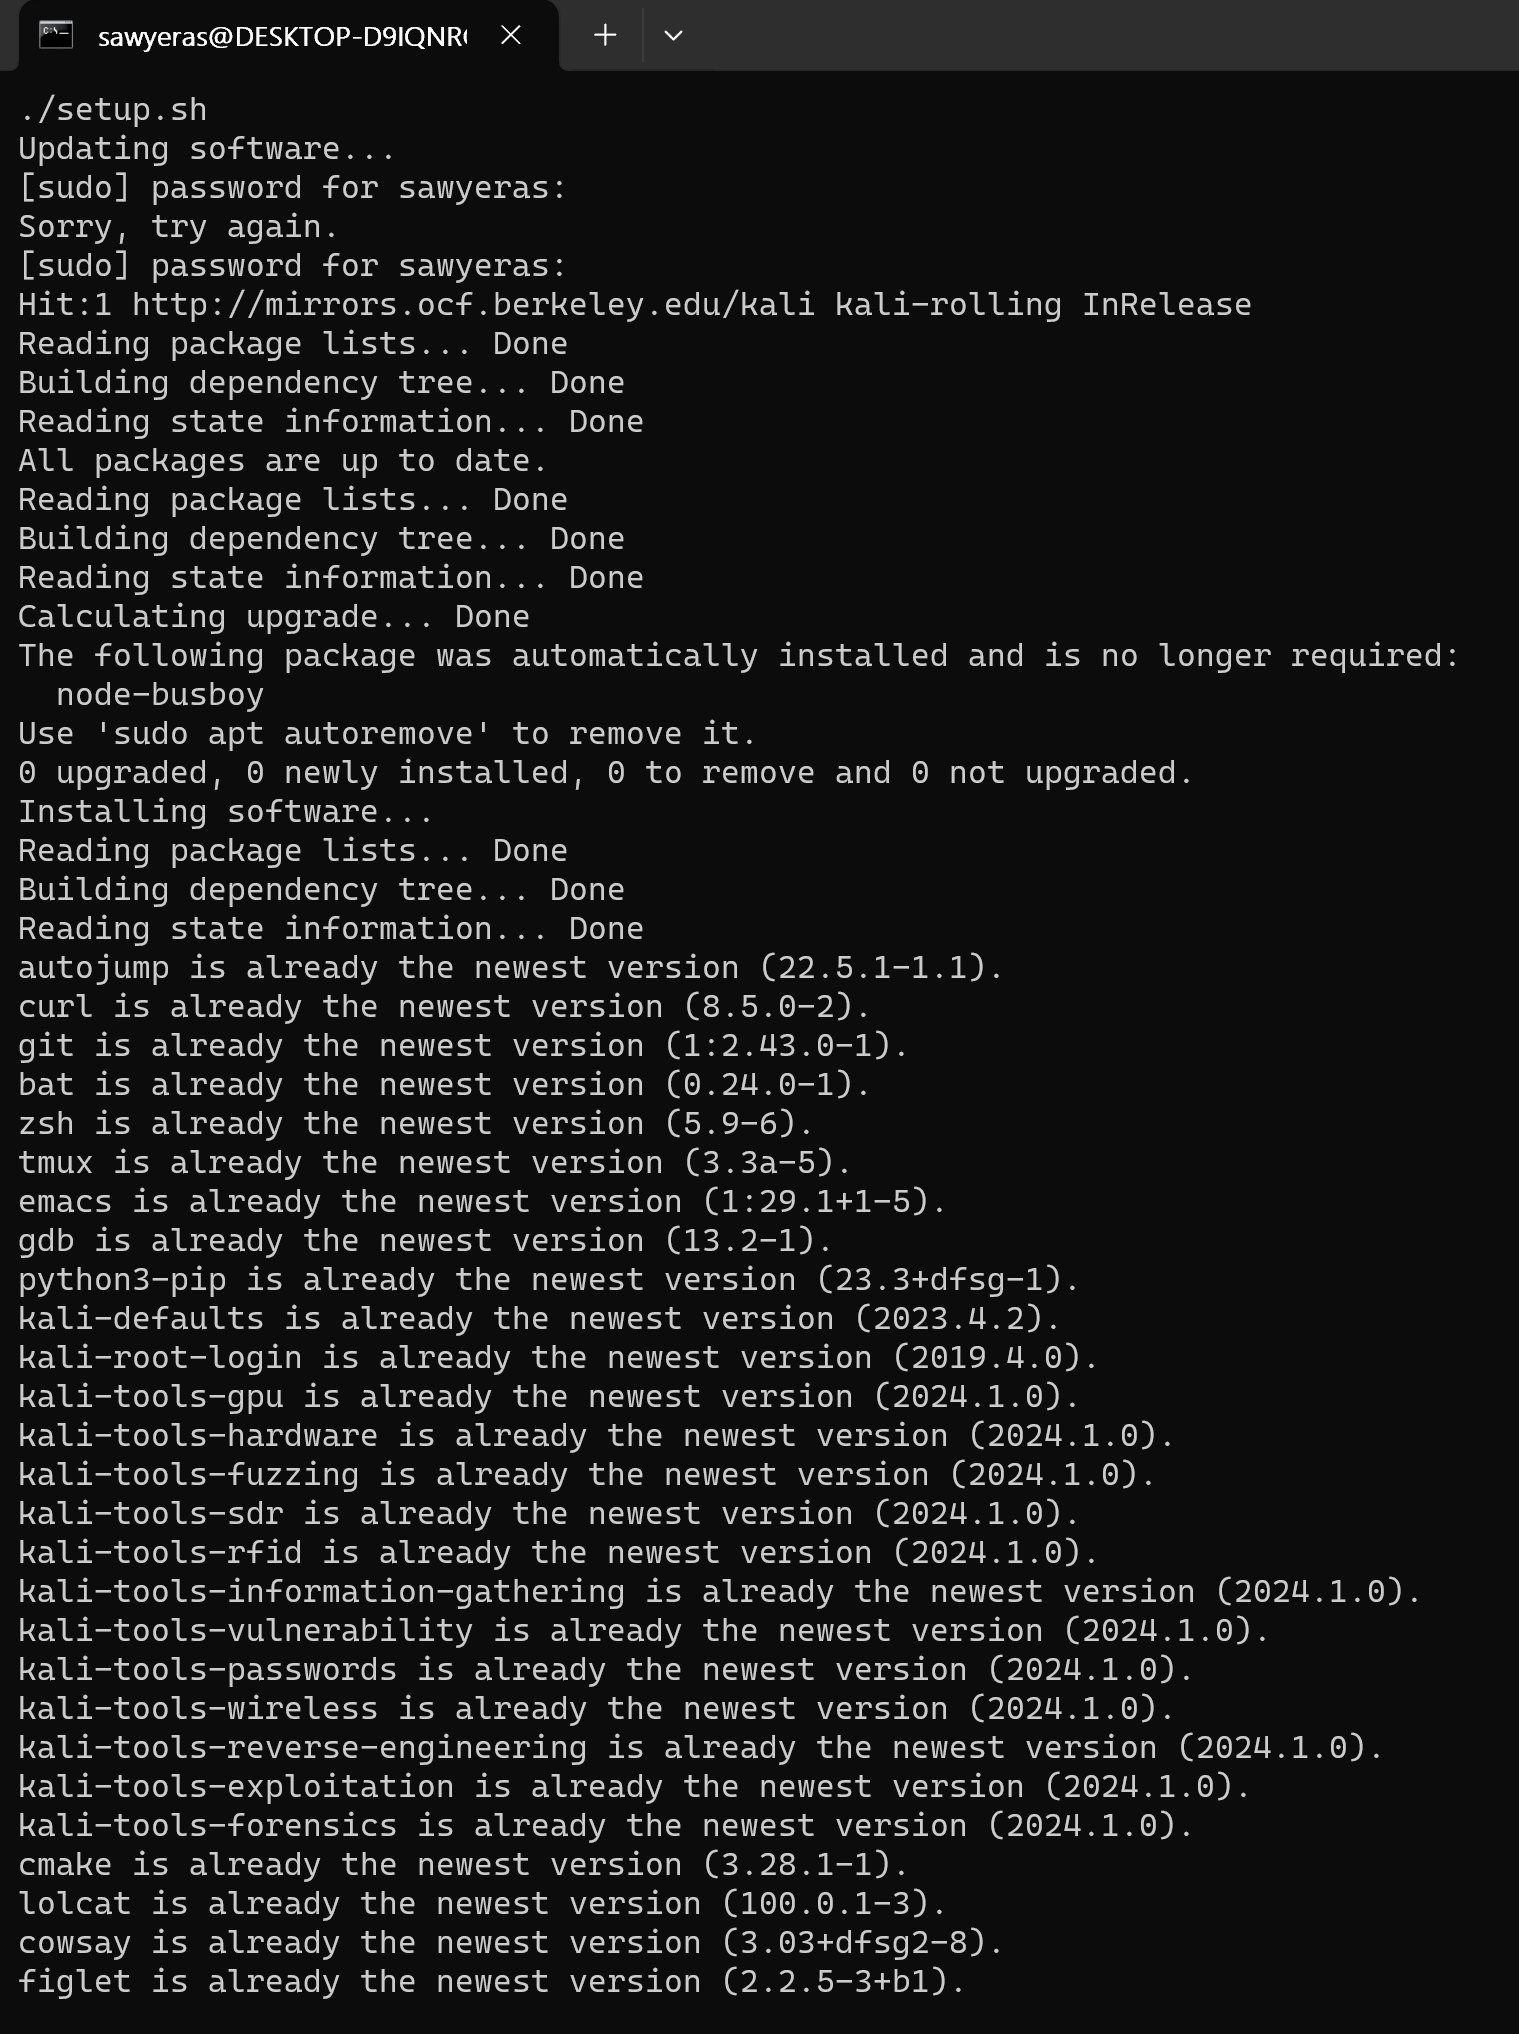 sawyeras@DESKTOP-D9IQNR
./setup.sh
Updating software...
[sudo] password for sawyeras:
Sorry, try again.
[sudo] password for sawyeras:
Hit:1 http://mirrors.ocf.berkeley.edu/kali kali-rolling InRelease
Reading package lists... Done
Building dependency tree... Done
Reading state information... Done
All packages are up to date.
Reading package lists... Done
Building dependency tree... Done
Reading state information... Done
Calculating upgrade... Done
The following package was automatically installed and is no longer required:
  node-busboy
Use 'sudo apt autoremove' to remove it.
0 upgraded, 0 newly installed, 0 to remove and 0 not upgraded.
Installing software...
Reading package lists... Done
Building dependency tree... Done
Reading state information... Done
autojump is already the newest version (22.5.1-1.1).
curl is already the newest version (8.5.0-2).
git is already the newest version (1:2.43.0-1).
bat is already the newest version (0.24.0-1).
zsh is already the newest version (5.9-6).
tmux is already the newest version (3.3a-5).
emacs is already the newest version (1:29.1+1-5).
gdb is already the newest version (13.2-1).
python3-pip is already the newest version (23.3+dfsg-1).
kali-defaults is already the newest version (2023.4.2).
kali-root-login is already the newest version (2019.4.0).
kali-tools-gpu is already the newest version (2024.1.0).
kali-tools-hardware is already the newest version (2024.1.0).
kali-tools-fuzzing is already the newest version (2024.1.0).
kali-tools-sdr is already the newest version (2024.1.0).
kali-tools-rfid is already the newest version (2024.1.0).
kali-tools-information-gathering is already the newest version (2024.1.0).
kali-tools-vulnerability is already the newest version (2024.1.0).
kali-tools-passwords is already the newest version (2024.1.0).
kali-tools-wireless is already the newest version (2024.1.0).
kali-tools-reverse-engineering is already the newest version (2024.1.0).
kali-tools-exploitation is already the newest version (2024.1.0).
kali-tools-forensics is already the newest version (2024.1.0).
cmake is already the newest version (3.28.1-1).
lolcat is already the newest version (100.0.1-3).
cowsay is already the newest version (3.03+dfsg2-8).
figlet is already the newest version (2.2.5-3+b1).